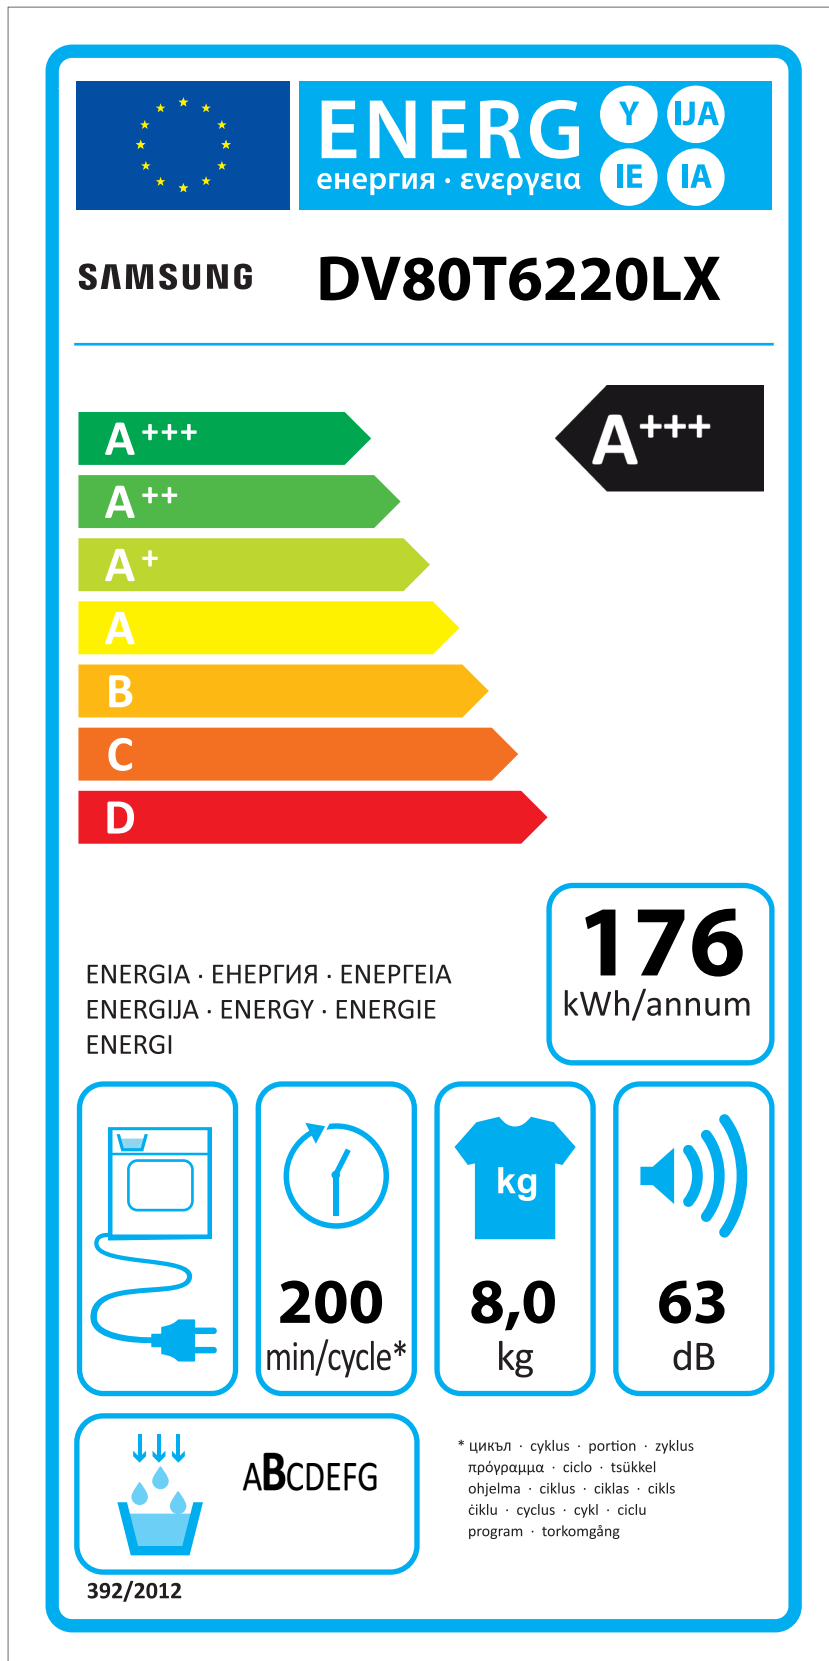 ENERG Y IJA
енергия · ενεργεια IE IA
SAMSUNG DV80T6220LX
A+++ A+++
A++
A+
A
B
C
D
176
kWh/annum
ENERGIA · ЕНЕРГИЯ · ΕΝΕΡΓΕΙΑ
ENERGIJA · ENERGY · ENERGIE
ENERGI
kg
200 8,0 63
min/cycle* kg dB
ABCDEFG
* цикъл · cyklus · portion · zyklus
πρόγραμμα · ciclo · tsükkel
ohjelma · ciklus · ciklas · cikls
ċiklu · cyclus · cykl · ciclu
program · torkomgång
392/2012